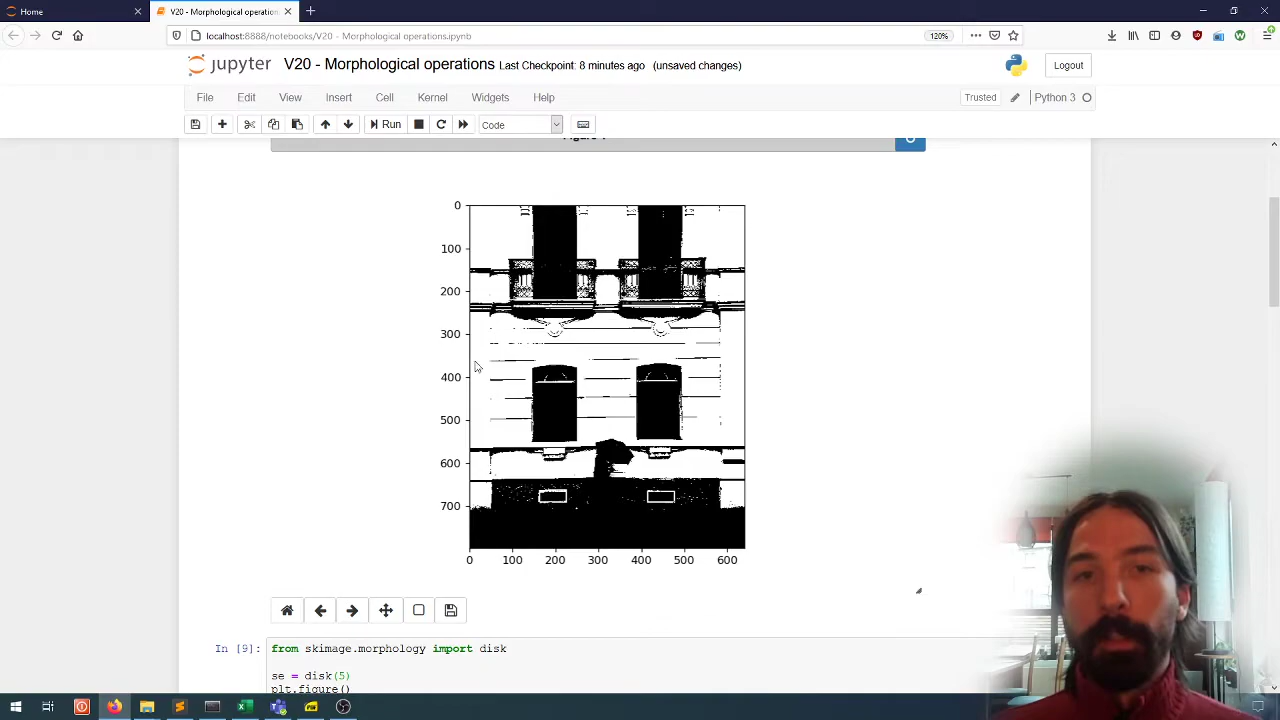 Home
V20 - Morphological operation
localhost:8888/notebooks/V20 - Morphological operations.ipynb
120%
jupyter
V20 - Morphological operations Last Checkpoint: 8 minutes ago (unsaved changes)
Logout
File Edit View Insert Cell Kernel Widgets Help
Trusted
Python 3
Run
Code
0
100
200
300
400
500
600
700
0 100 200 300 400 500 600
In [9]: from skimage.morphology import disk
se = disk(5)
plt.figure()